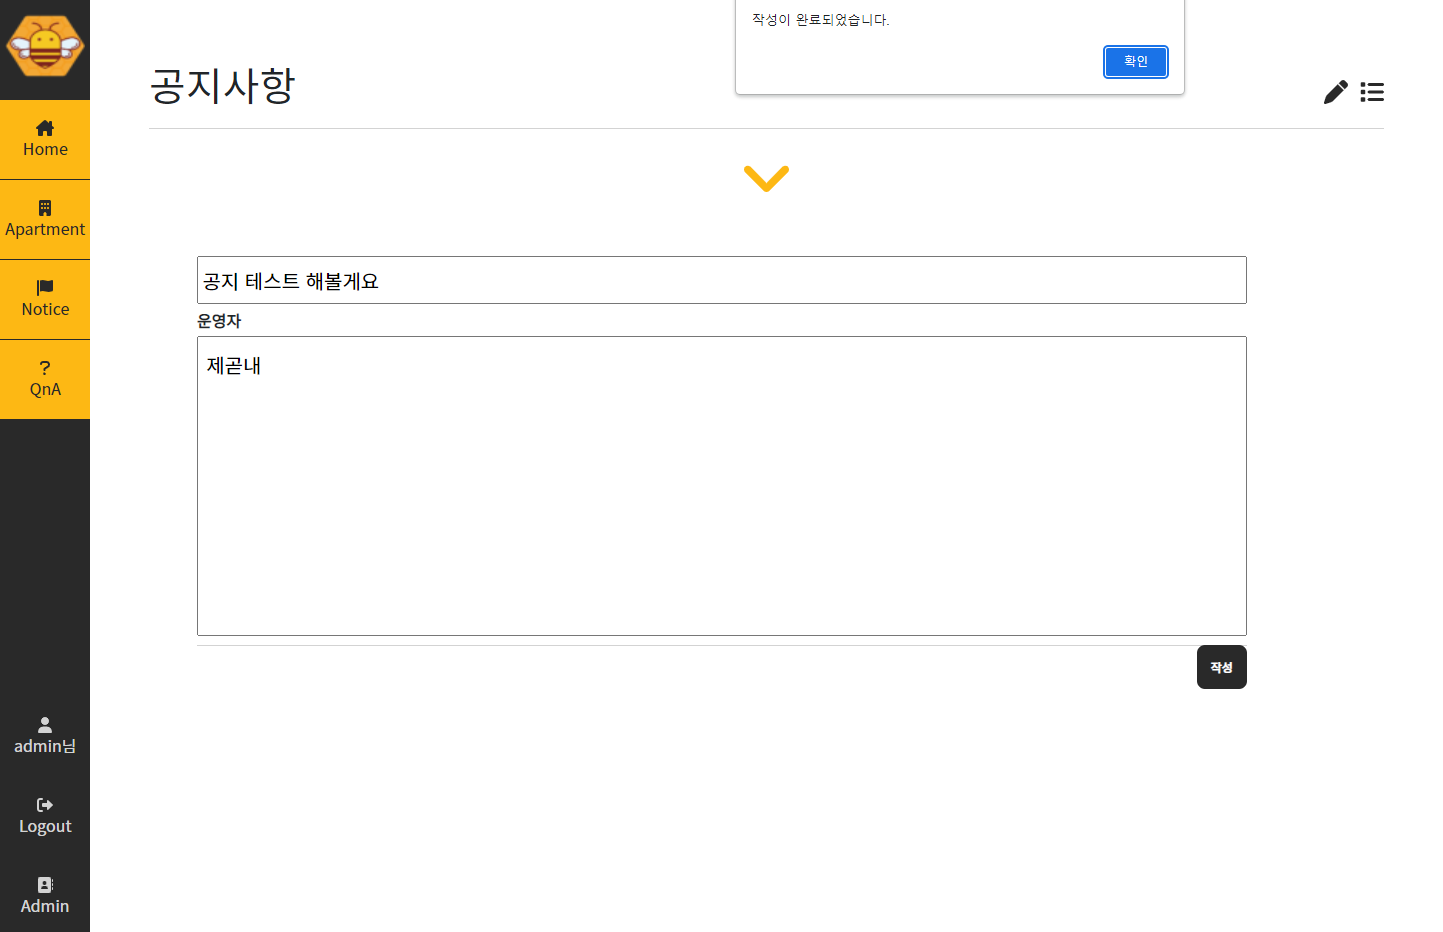 작성이 완료되었습니다.
확인
공지사항
Home
Apartment
Notice
QnA
공지 테스트 해볼게요
운영자
제곧내
작성
admin님
Logout
Admin